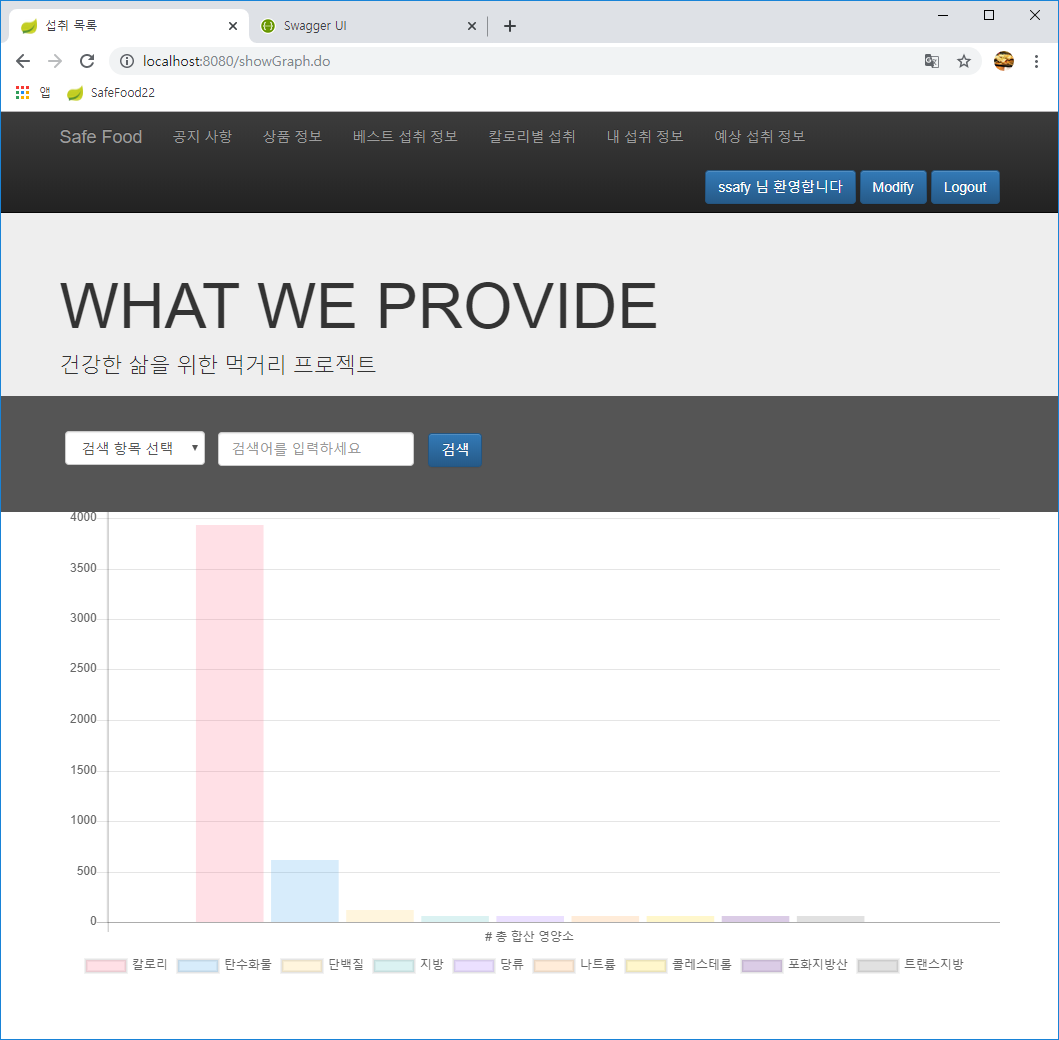 섭취 목록
Swagger UI
localhost:8080/showGraph.do
앱 SafeFood22
Safe Food 공지 사항 상품 정보 베스트 섭취 정보 칼로리별 섭취 내 섭취 정보 예상 섭취 정보
ssafy 님 환영합니다 Modify Logout
WHAT WE PROVIDE
건강한 삶을 위한 먹거리 프로젝트
검색 항목 선택 검색어를 입력하세요 검색
4000
3500
3000
2500
2000
1500
1000
500
0
# 총 합산 영양소
칼로리 탄수화물 단백질 지방 당류 나트륨 콜레스테롤 포화지방산 트랜스지방